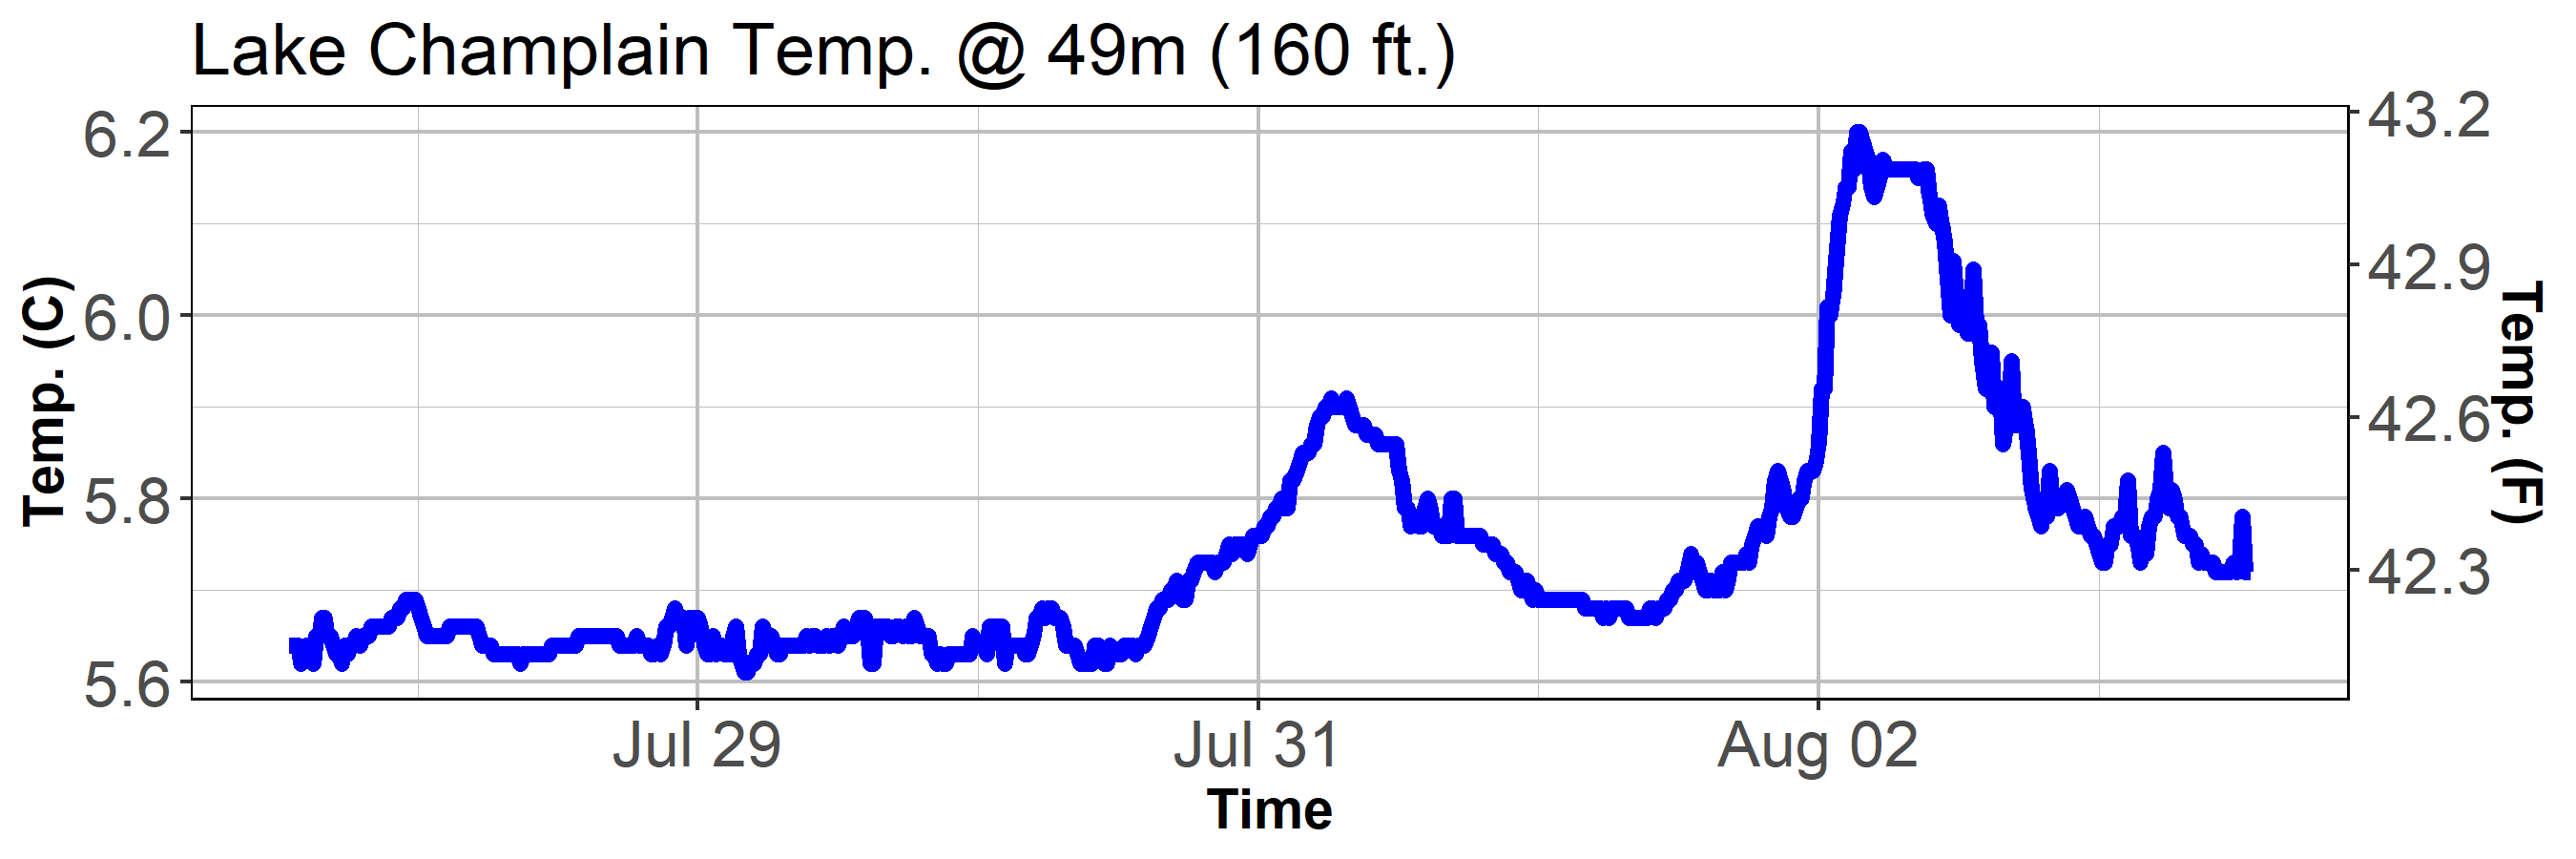 Lake Champlain Temp. @ 49m (160 ft.)
Temp. (C)
6.2
6.0
5.8
5.6
43.2
42.9
42.6
42.3
Temp. (F)
Jul 29
Jul 31
Aug 02
Time